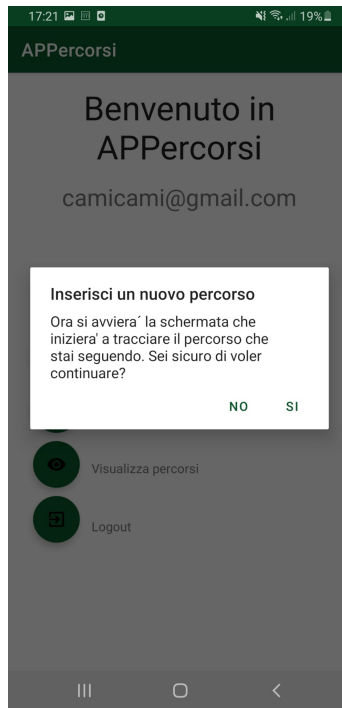 17:21 19%
APPercorsi
Benvenuto in
APPercorsi
camicami@gmail.com
Inserisci un nuovo percorso
Ora si avviera´ la schermata che
iniziera' a tracciare il percorso che
stai seguendo. Sei sicuro di voler
continuare?
NO SI
Visualizza percorsi
Logout